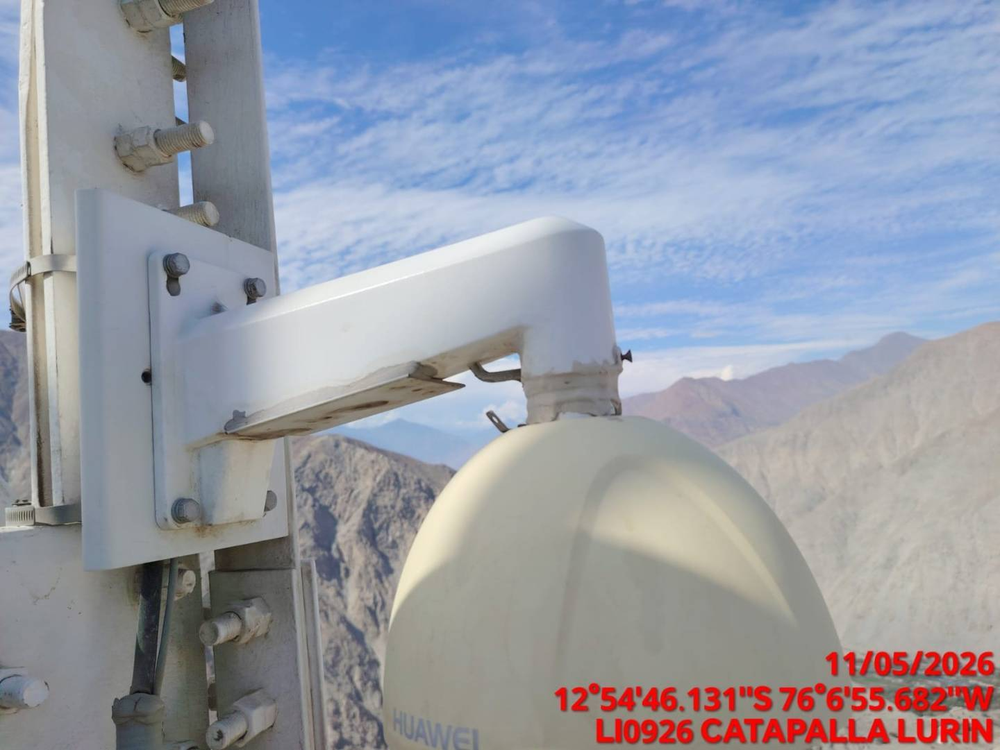 HUAWEI
11/05/2026
12°54'46.131"S 76°6'55.682"W
LI0926 CATAPALLA LURIN